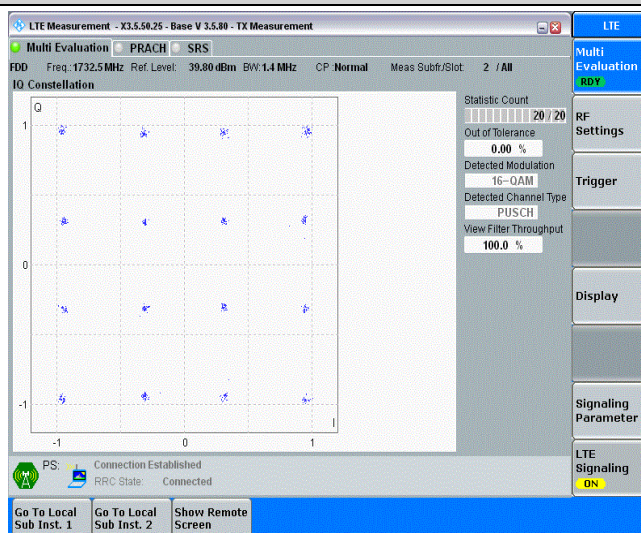 LTE Measurement - X3.5.50.25 - Base V 3.5.80 - TX Measurement
LTE
Multi Evaluation PRACH SRS
Multi
Evaluation
RDY
FDD Freq.:1732.5 MHz Ref. Level: 39.80 dBm BW:1.4 MHz CP :Normal Meas Subfr./Slot: 2 / All
IQ Constellation
Q
1
0
-1
-1 0 1
I
Statistic Count
20 / 20
Out of Tolerance
0.00 %
Detected Modulation
16-QAM
Detected Channel Type
PUSCH
View Filter Throughput
100.0 %
RF
Settings
Trigger
Display
Signaling
Parameter
LTE
Signaling
ON
PS: Connection Established
RRC State: Connected
Go To Local
Sub Inst. 1
Go To Local
Sub Inst. 2
Show Remote
Screen